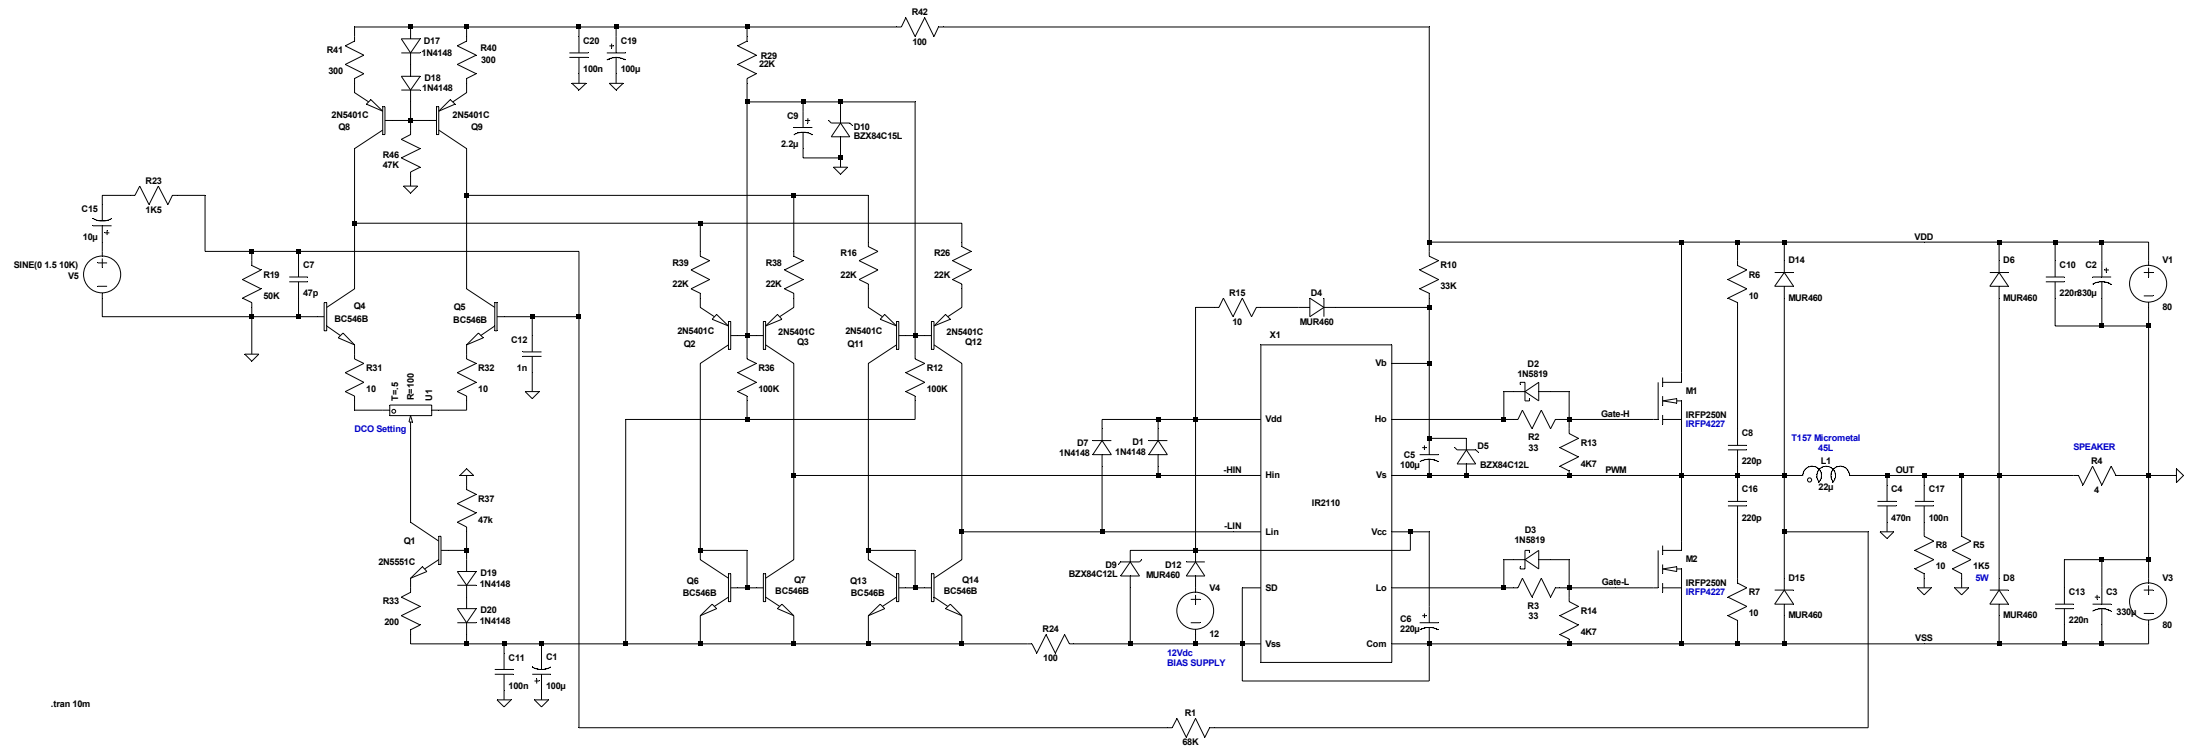 R42
100
R41
300
D17
1N4148
D18
1N4148
R40
300
C20
100n
C19
100µ
R29
22K
2N5401C
Q8
2N5401C
Q9
R46
47K
C9
2.2µ
D10
BZX84C15L
R23
1K5
C15
10µ
SINE(0 1.5 10K)
V5
R19
50K
C7
47p
Q4
BC546B
Q5
BC546B
C12
1n
R31
10
R32
10
T=.5
R=100
U1
DCO Setting
R39
22K
R38
22K
R16
22K
R26
22K
2N5401C
Q2
2N5401C
Q3
2N5401C
Q11
2N5401C
Q12
R36
100K
R12
100K
R37
47k
Q1
2N5551C
D19
1N4148
D20
1N4148
R33
200
C11
100n
C1
100µ
Q6
BC546B
Q7
BC546B
Q13
BC546B
Q14
BC546B
R24
100
D7
1N4148
D1
1N4148
-HIN
-LIN
D9
BZX84C12L
D12
MUR460
V4
12
12Vdc
BIAS SUPPLY
R15
10
D4
MUR460
R10
33K
X1
Vb
Vdd
Ho
Hin
Vs
IR2110
Lin
Vcc
SD
Lo
Vss
Com
C5
100µ
D5
BZX84C12L
C6
220µ
D2
1N5819
R2
33
R13
4K7
Gate-H
M1
IRFP250N
IRFP4227
PWM
D3
1N5819
R3
33
R14
4K7
Gate-L
M2
IRFP250N
IRFP4227
VDD
R6
10
D14
MUR460
C8
220p
C16
220p
R7
10
D15
MUR460
T157 Micrometal
45L
L1
22µ
OUT
C4
470n
C17
100n
R8
10
R5
1K5
5W
D6
MUR460
D8
MUR460
C10
220n
C2
330µ
V1
80
SPEAKER
R4
4
C13
220n
C3
330µ
V3
80
VSS
R1
68K
.tran 10m